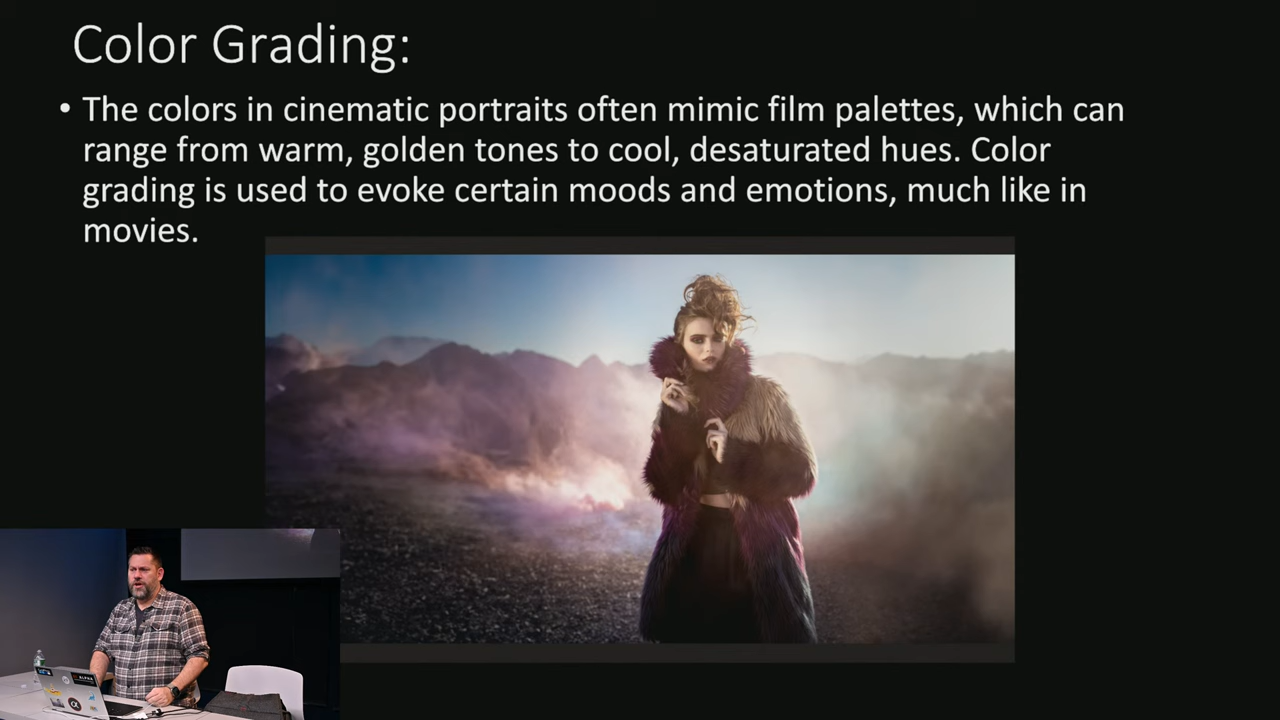 Color Grading:
• The colors in cinematic portraits often mimic film palettes, which can
range from warm, golden tones to cool, desaturated hues. Color
grading is used to evoke certain moods and emotions, much like in
movies.
ALPHA